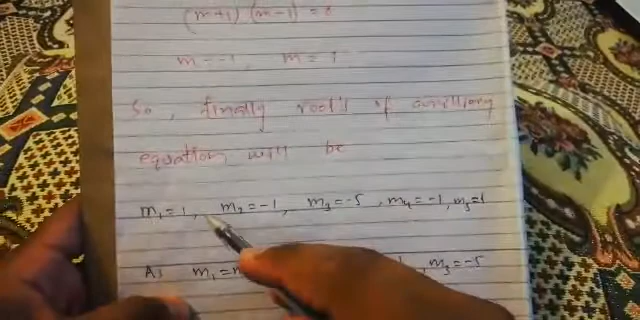 (m+1) (m-1) = 0
m = -1, m = 1
So, finally root's of auxilliary
equation will be
m₁=1, m₂=-1, m₃=-5, m₄=-1, m₅=1
As m₁= , m₃=-5